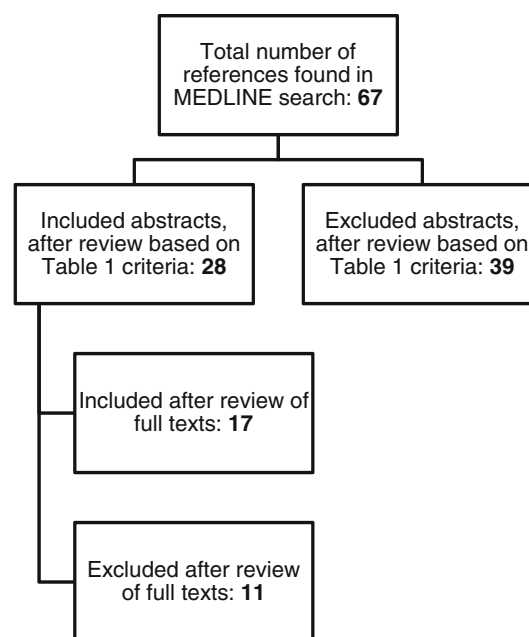 Total number of
references found in
MEDLINE search: 67
Included abstracts,
after review based on
Table 1 criteria: 28
Excluded abstracts,
after review based on
Table 1 criteria: 39
Included after review of
full texts: 17
Excluded after review
of full texts: 11